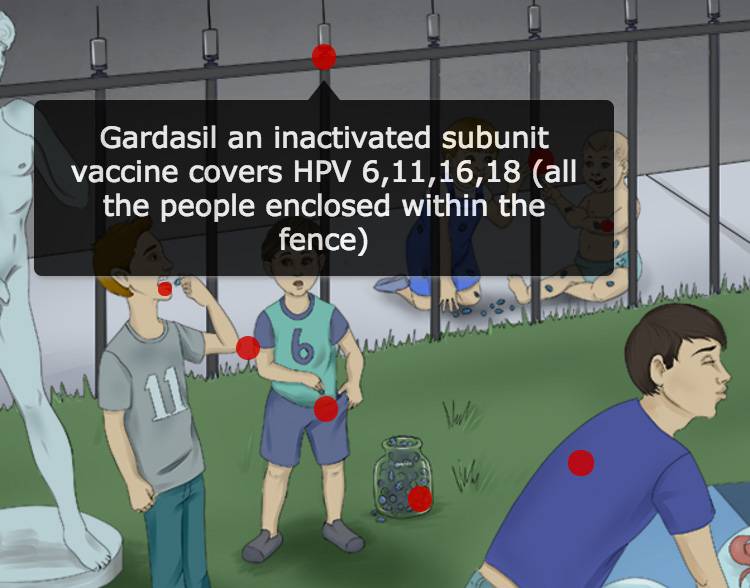 Gardasil an inactivated subunit
vaccine covers HPV 6,11,16,18 (all
the people enclosed within the
fence)
11
6